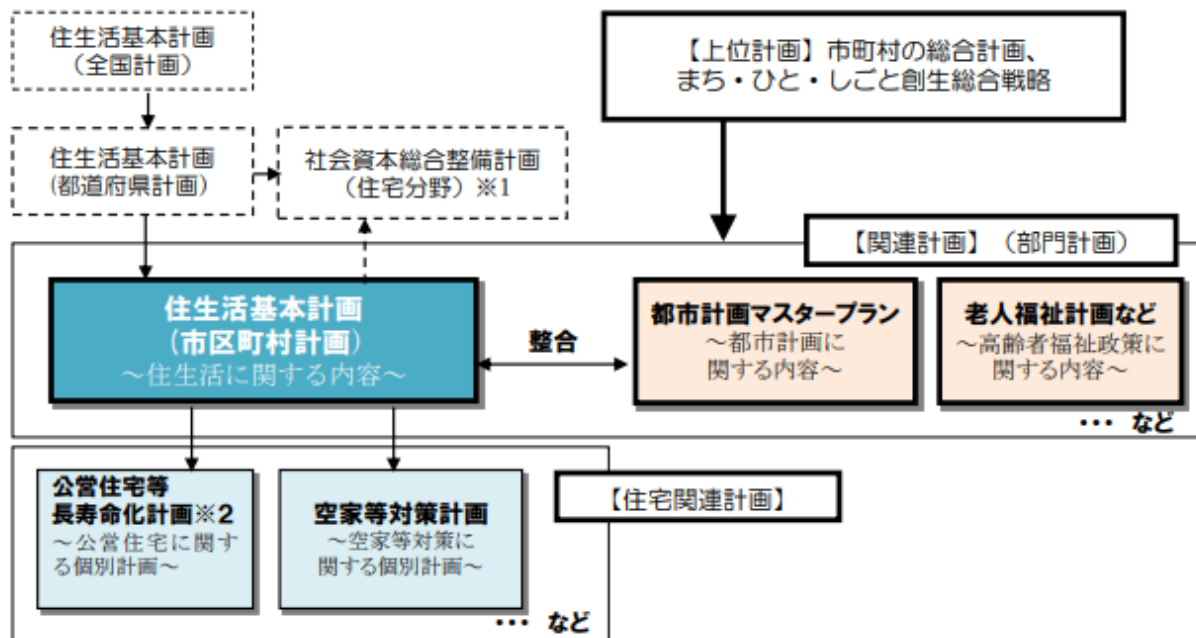 住生活基本計画
（全国計画）
【上位計画】市町村の総合計画、
まち・ひと・しごと創生総合戦略
住生活基本計画
(都道府県計画)
社会資本総合整備計画
（住宅分野）※1
【関連計画】（部門計画）
住生活基本計画
(市区町村計画)
～住生活に関する内容～
整合
都市計画マスタープラン
～都市計画に
関する内容～
老人福祉計画など
～高齢者福祉政策に
関する内容～
･･･ など
公営住宅等
長寿命化計画※2
～公営住宅に関す
る個別計画～
空家等対策計画
～空家等対策に
関する個別計画～
【住宅関連計画】
･･･ など